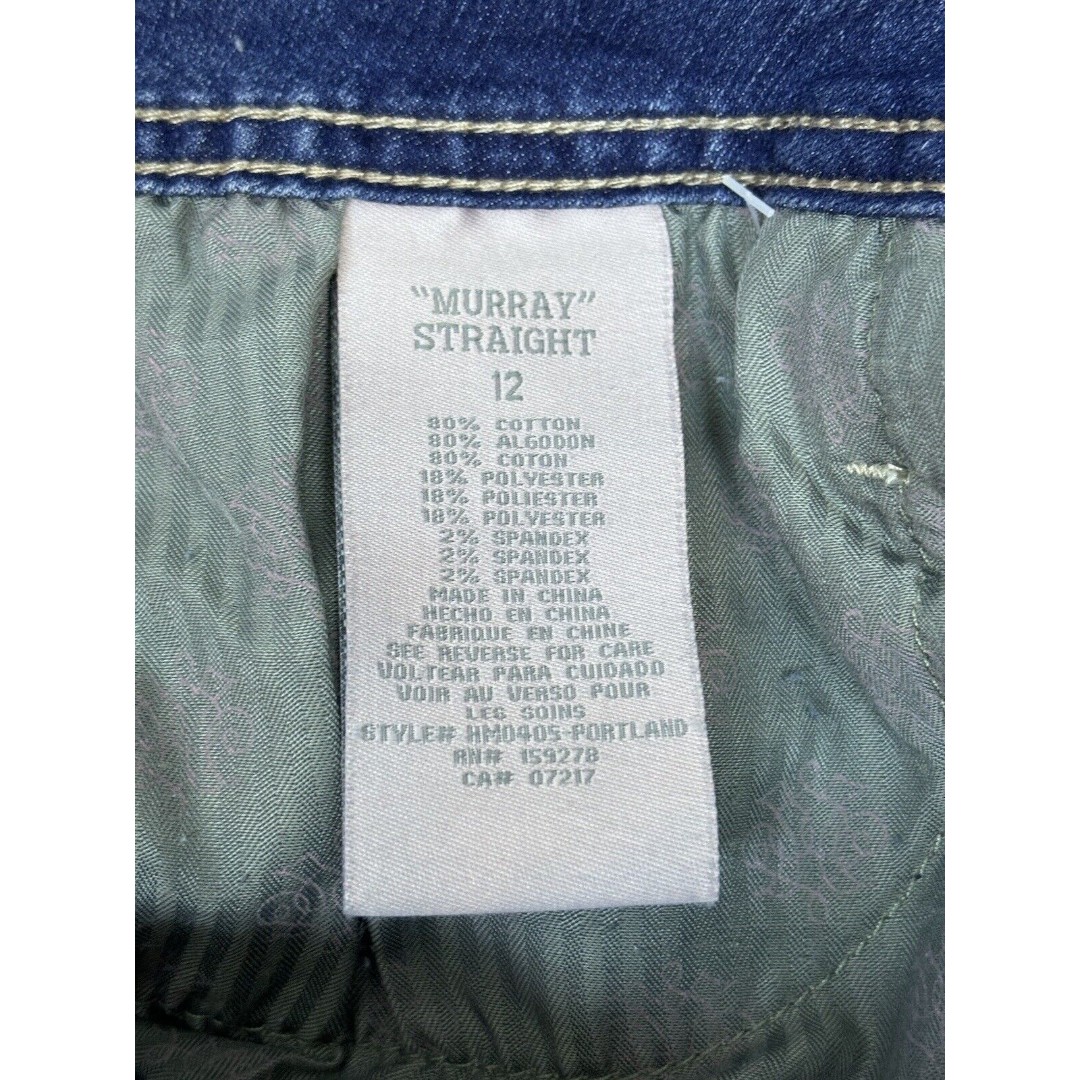 "MURRAY"
STRAIGHT
12
80% COTTON
80% ALGODON
80% COTON
18% POLYESTER
18% POLIESTER
18% POLYESTER
2% SPANDEX
2% SPANDEX
2% SPANDEX
MADE IN CHINA
HECHO EN CHINA
FABRIQUE EN CHINE
SEE REVERSE FOR CARE
VOLTEAR PARA CUIDADO
VOIR AU VERSO POUR
LES SOINS
STYLE# HM0405-PORTLAND
RN# 159278
CA# 07217